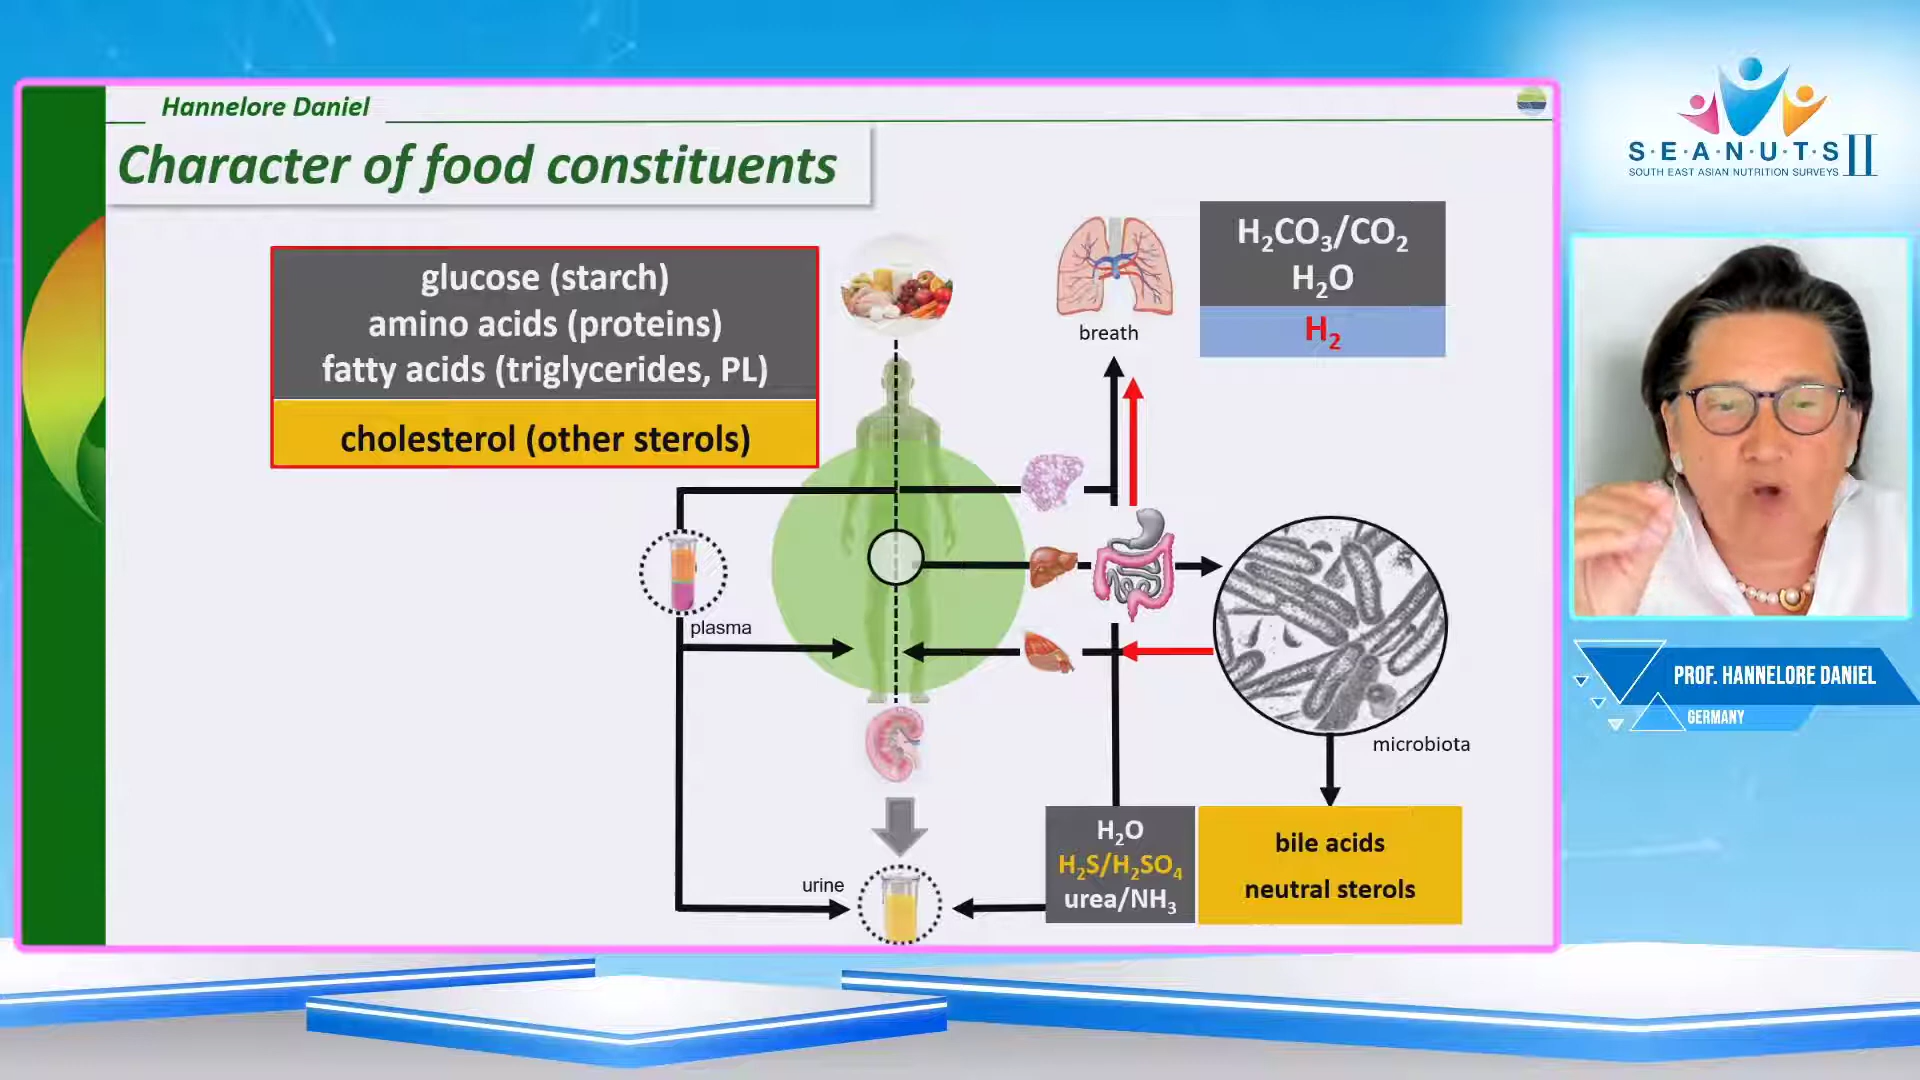 Hannelore Daniel
Character of food constituents
glucose (starch)
amino acids (proteins)
fatty acids (triglycerides, PL)
cholesterol (other sterols)
breath
H₂CO₃/CO₂
H₂O
H₂
plasma
microbiota
urine
H₂O
H₂S/H₂SO₄
urea/NH₃
bile acids
neutral sterols
S·E·A·N·U·T·S II
SOUTH EAST ASIAN NUTRITION SURVEYS
PROF. HANNELORE DANIEL
GERMANY